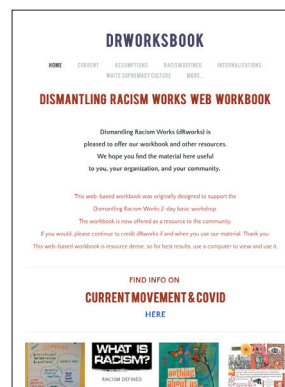 DRWORKSBOOK
HOME CURRENT ASSUMPTIONS RACISM DEFINED INTERNALIZATIONS
WHITE SUPREMACY CULTURE MORE...
DISMANTLING RACISM WORKS WEB WORKBOOK
Dismantling Racism Works (dRworks) is
pleased to offer our workbook and other resources.
We hope you find the material here useful
to you, your organization, and your community.
This web-based workbook was originally designed to support the
Dismantling Racism Works 2-day basic workshop.
The workbook is now offered as a resource to the community.
If you would, please continue to credit dRworks if and when you use our material. Thank you.
This web-based workbook is resource dense, so for best results, use a computer to view and use it.
FIND INFO ON
CURRENT MOVEMENT & COVID
HERE
WHAT IS
RACISM?
RACISM DEFINED
nothing
about us